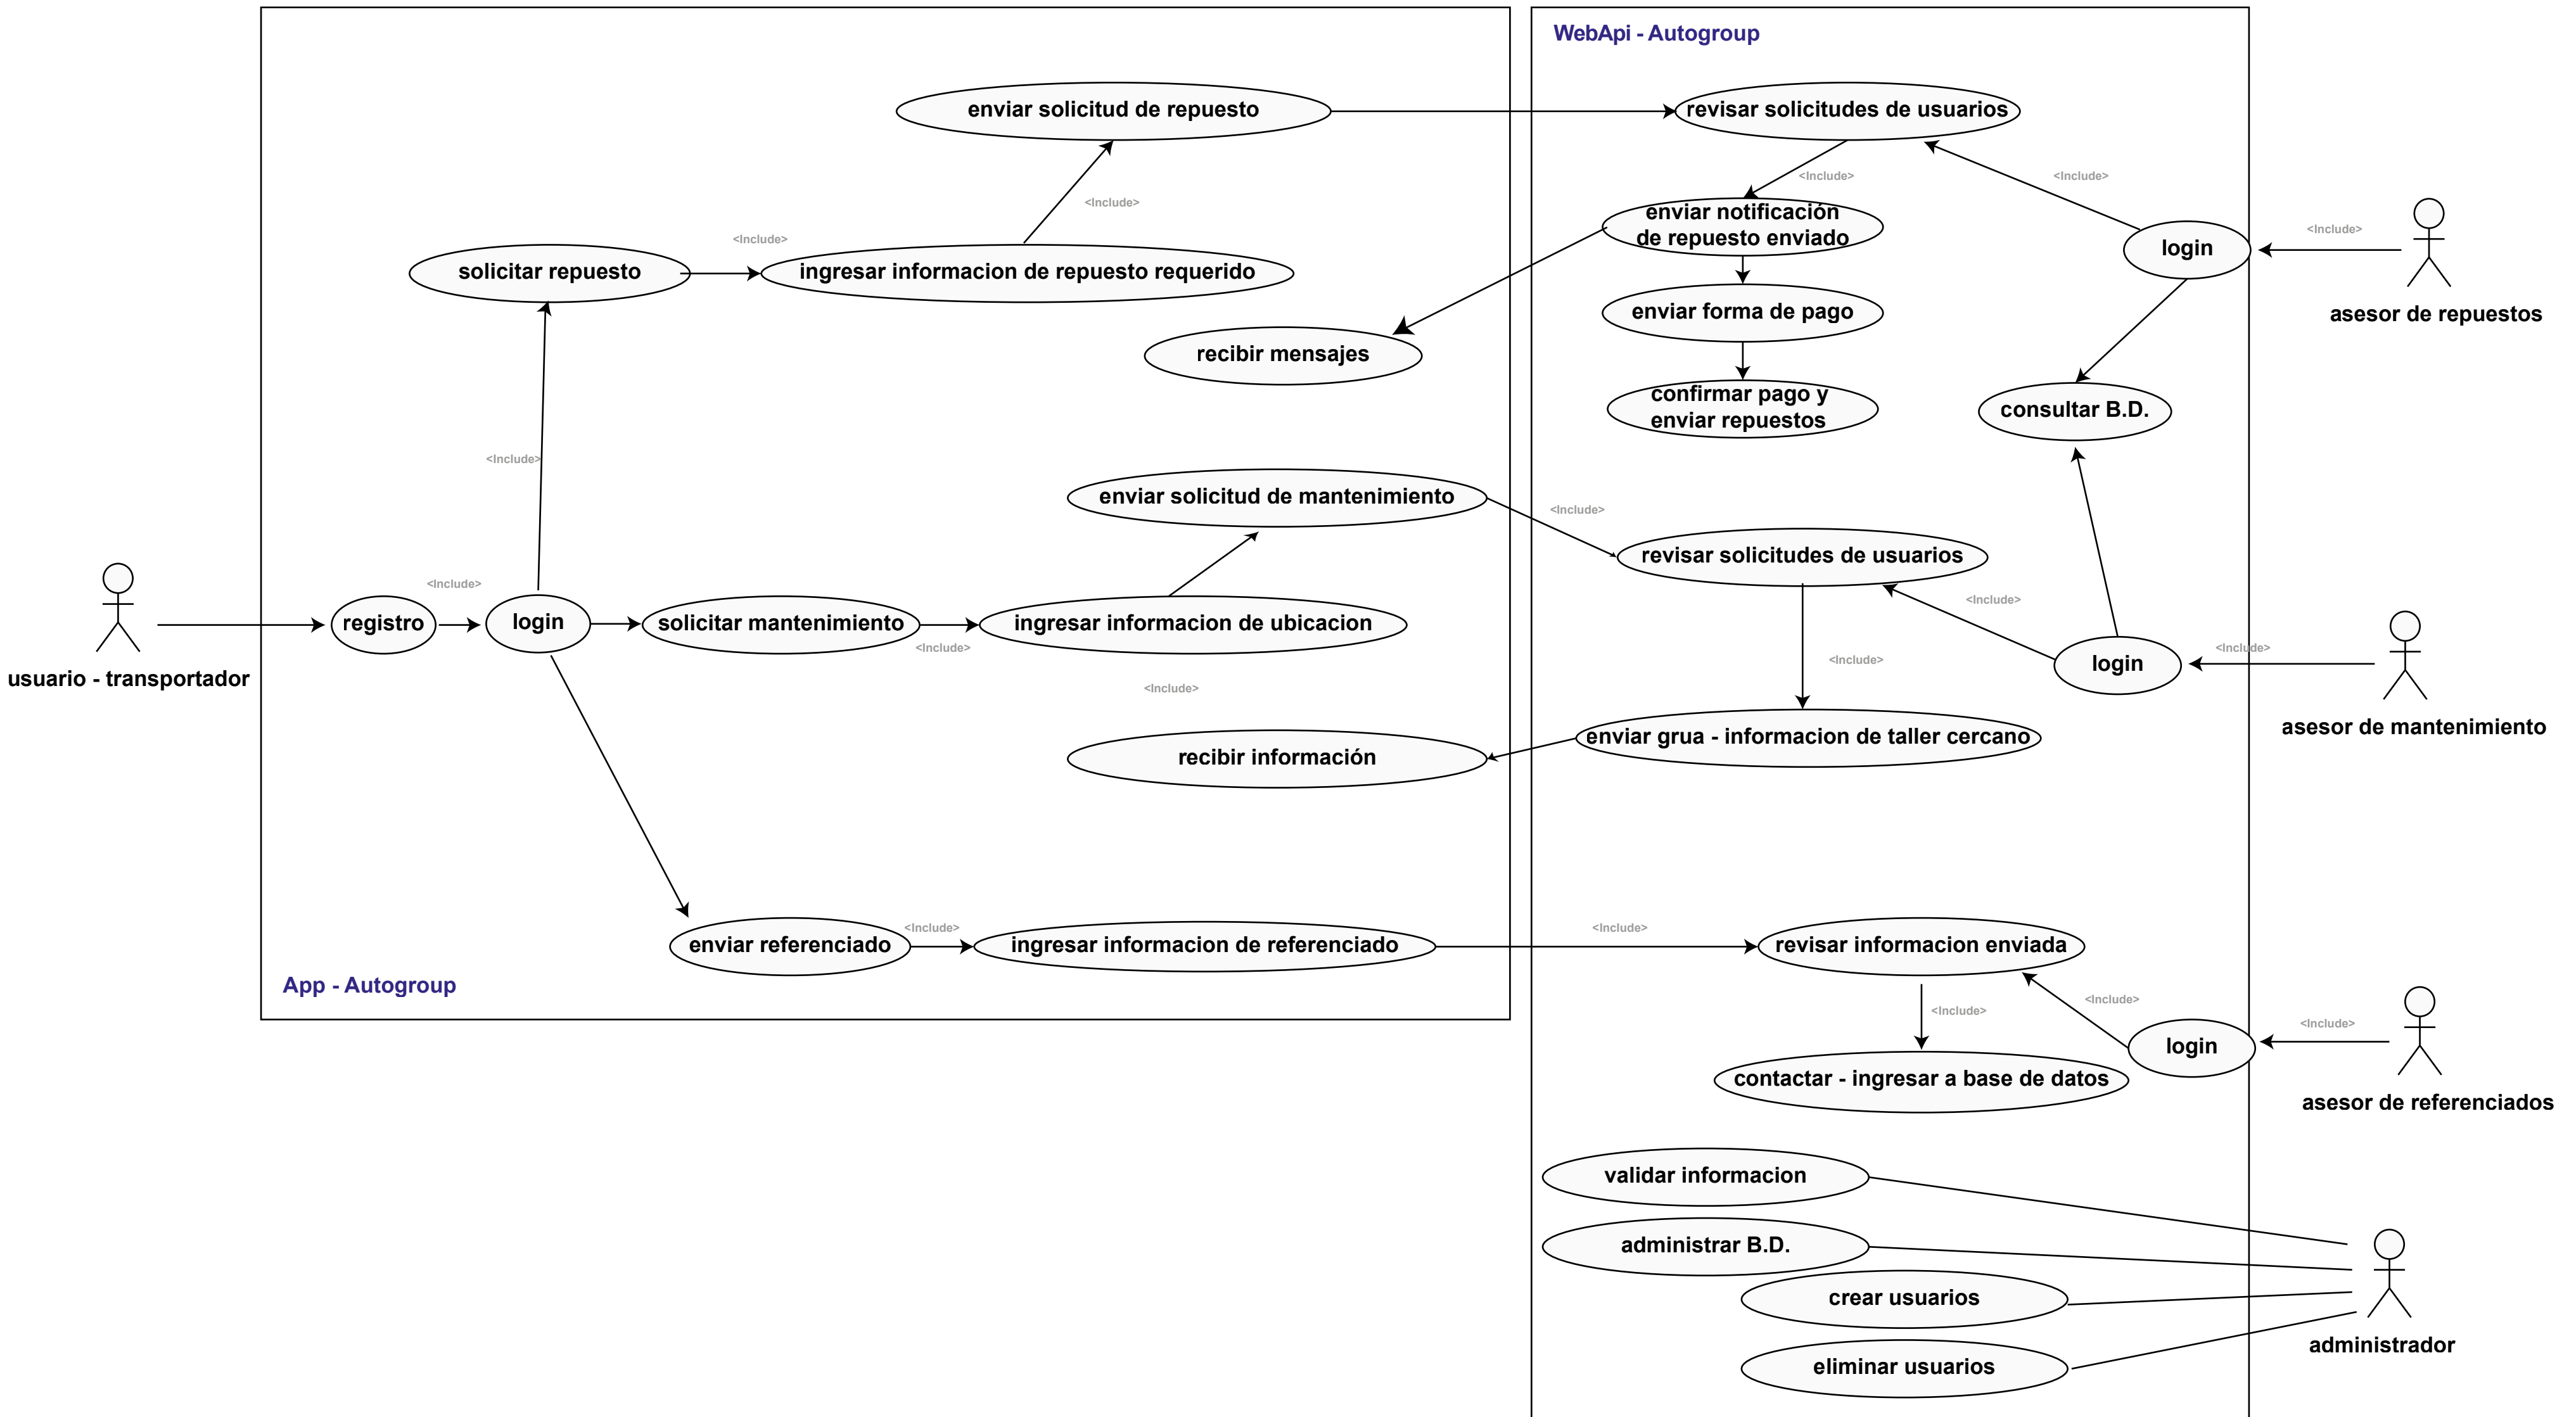 WebApi - Autogroup
enviar solicitud de repuesto
revisar solicitudes de usuarios
<Include>
<Include>
<Include>
enviar notificación
de repuesto enviado
<Include>
<Include>
login
solicitar repuesto
ingresar informacion de repuesto requerido
enviar forma de pago
asesor de repuestos
recibir mensajes
confirmar pago y
enviar repuestos
consultar B.D.
<Include>
enviar solicitud de mantenimiento
<Include>
revisar solicitudes de usuarios
<Include>
<Include>
registro
login
solicitar mantenimiento
ingresar informacion de ubicacion
<Include>
<Include>
<Include>
login
usuario - transportador
<Include>
asesor de mantenimiento
enviar grua - informacion de taller cercano
recibir información
<Include>
<Include>
enviar referenciado
ingresar informacion de referenciado
revisar informacion enviada
App - Autogroup
<Include>
<Include>
<Include>
login
contactar - ingresar a base de datos
asesor de referenciados
validar informacion
administrar B.D.
crear usuarios
administrador
eliminar usuarios